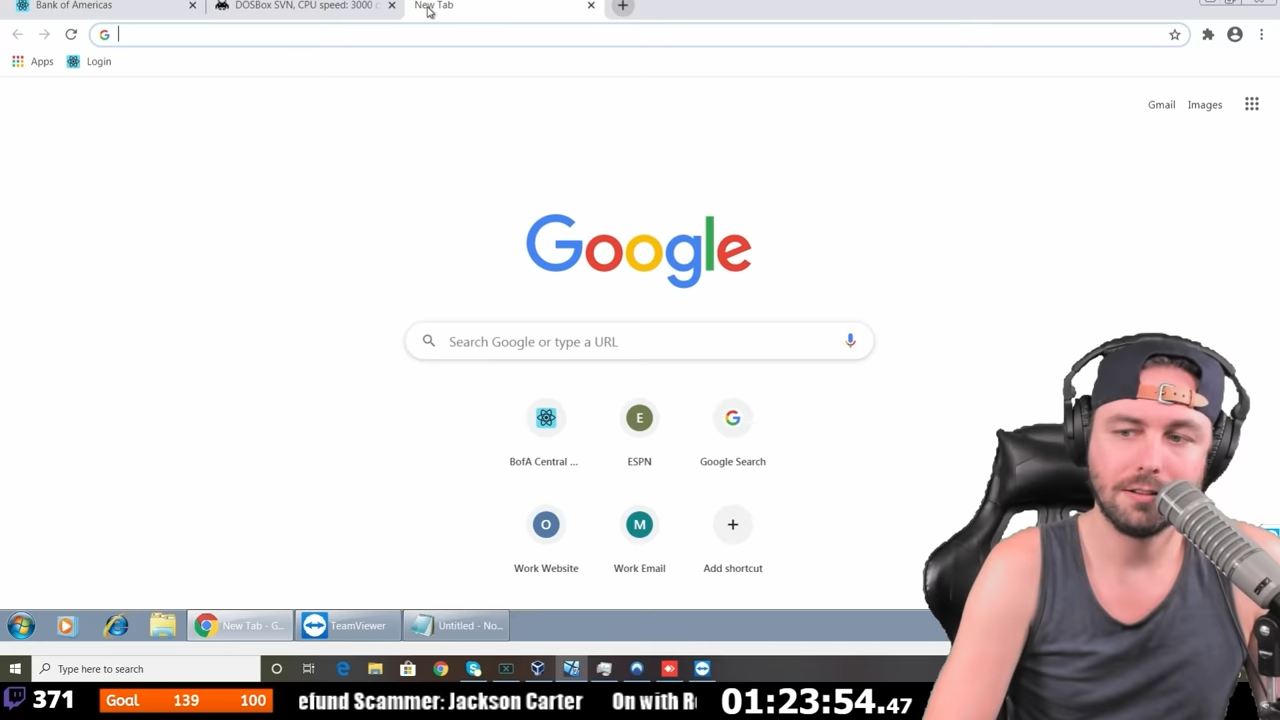 Bank of Americas
DOSBox SVN, CPU speed: 3000 c
New Tab
Apps
Login
Gmail
Images
Google
Search Google or type a URL
E
BofA Central ...
ESPN
Google Search
O
M
Work Website
Work Email
Add shortcut
New Tab - G...
TeamViewer
Untitled - No...
Type here to search
371
Goal
139
100
efund Scammer: Jackson Carter
On with R
01:23:54.47